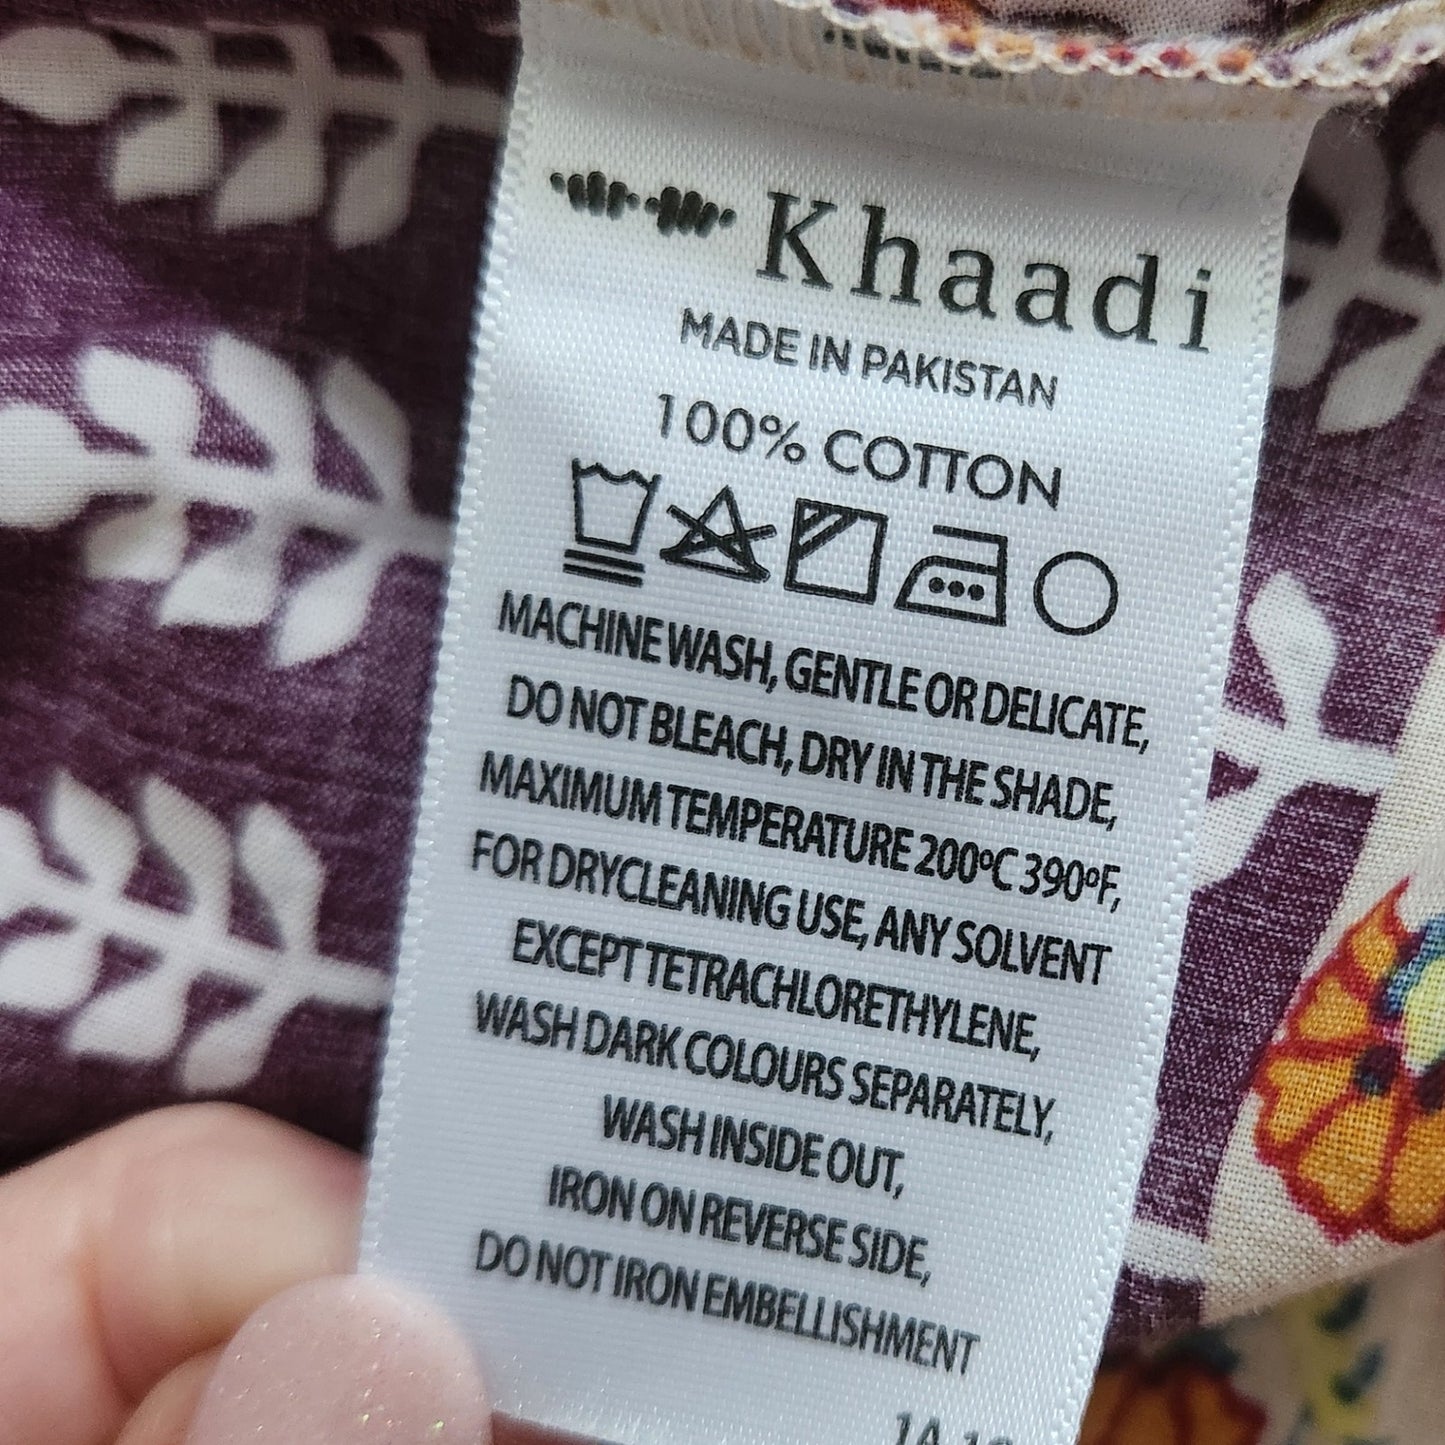 Khaadi
MADE IN PAKISTAN
100% COTTON
MACHINE WASH, GENTLE OR DELICATE,
DO NOT BLEACH, DRY IN THE SHADE,
MAXIMUM TEMPERATURE 200ºC 390ºF,
FOR DRYCLEANING USE, ANY SOLVENT
EXCEPT TETRACHLORETHYLENE,
WASH DARK COLOURS SEPARATELY,
WASH INSIDE OUT,
IRON ON REVERSE SIDE,
DO NOT IRON EMBELLISHMENT